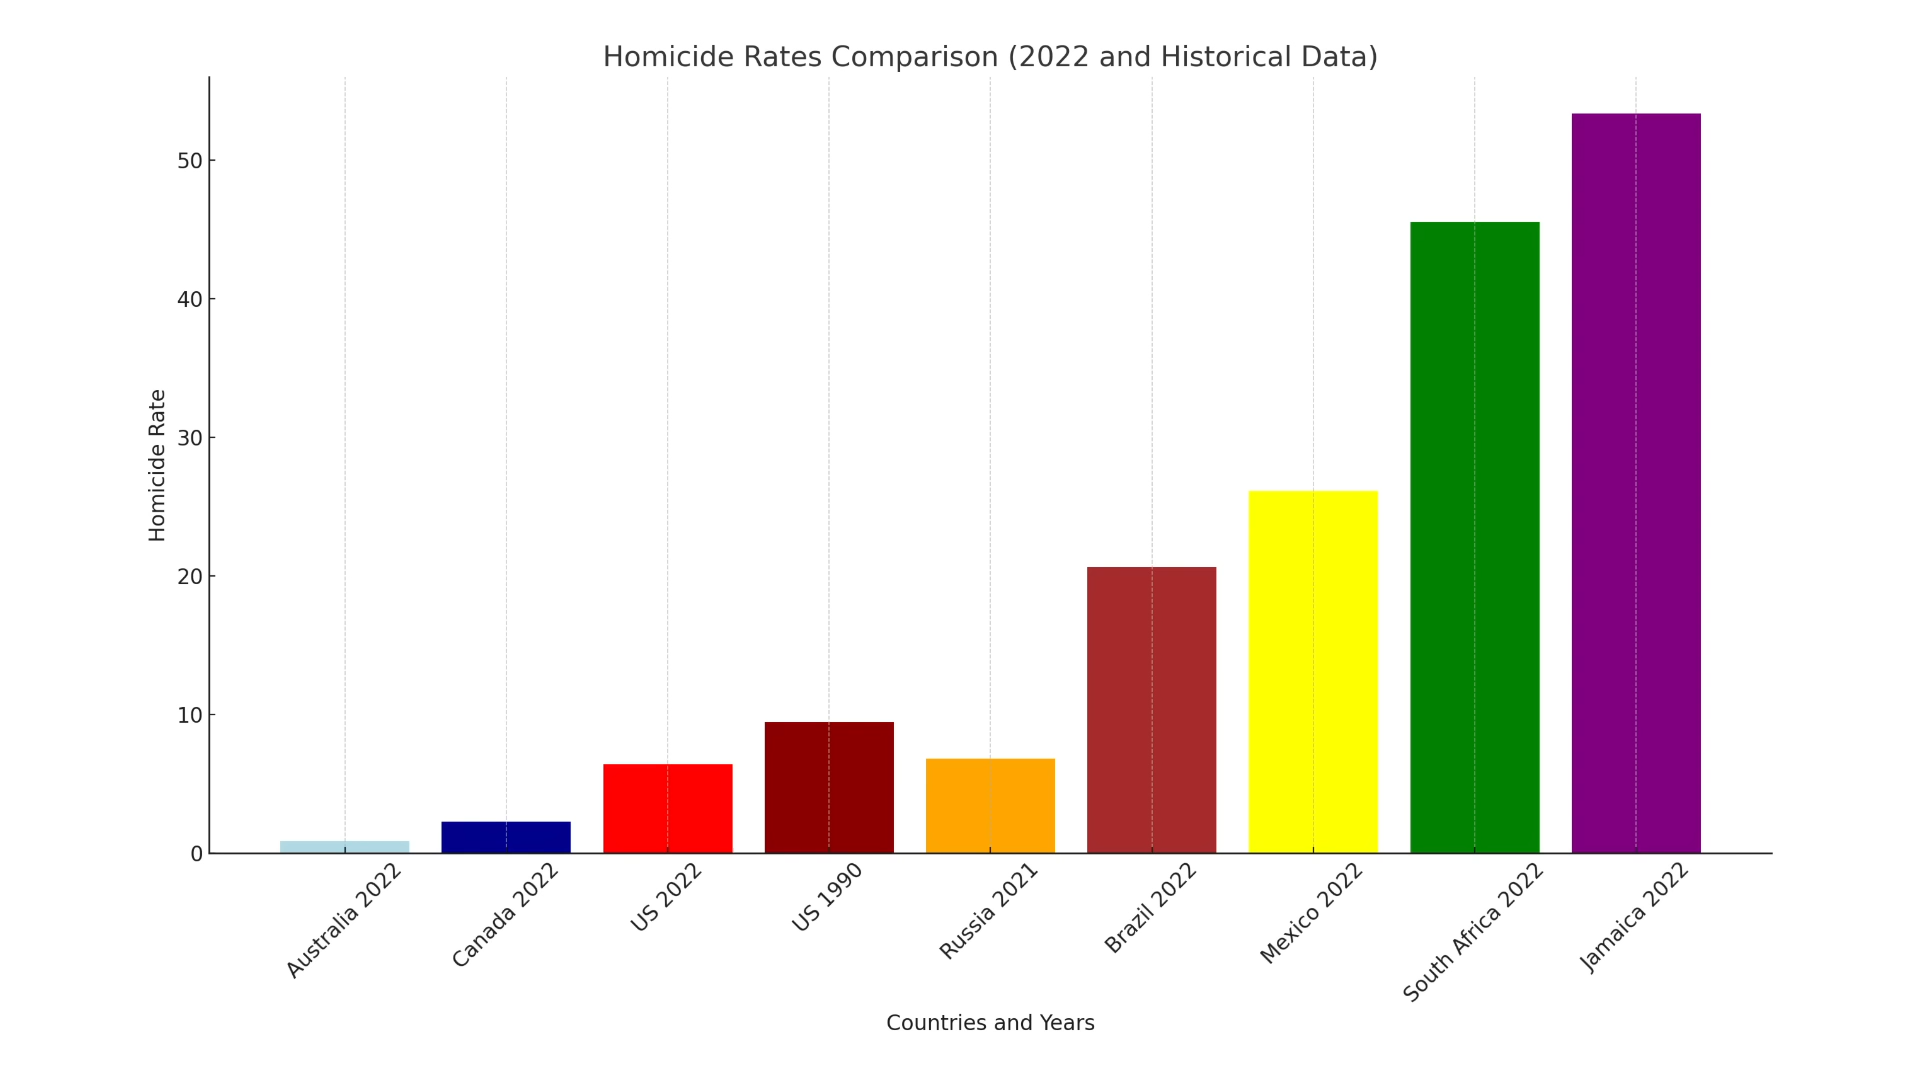 Homicide Rates Comparison (2022 and Historical Data)
Homicide Rate
50
40
30
20
10
0
Australia 2022
Canada 2022
US 2022
US 1990
Russia 2021
Brazil 2022
Mexico 2022
South Africa 2022
Jamaica 2022
Countries and Years